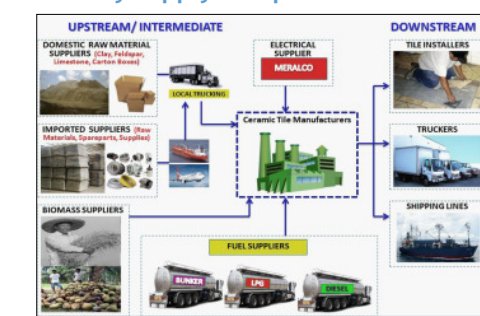 UPSTREAM/ INTERMEDIATE
DOWNSTREAM
DOMESTIC RAW MATERIAL
SUPPLIERS (Clay, Feldspar,
Limestone, Carton Boxes)
LOCAL TRUCKING
ELECTRICAL
SUPPLIER
MERALCO
TILE INSTALLERS
IMPORTED SUPPLIERS (Raw
Materials, Spareparts, Supplies)
Ceramic Tile Manufacturers
TRUCKERS
BIOMASS SUPPLIERS
SHIPPING LINES
FUEL SUPPLIERS
BUNKER
LPG
DIESEL